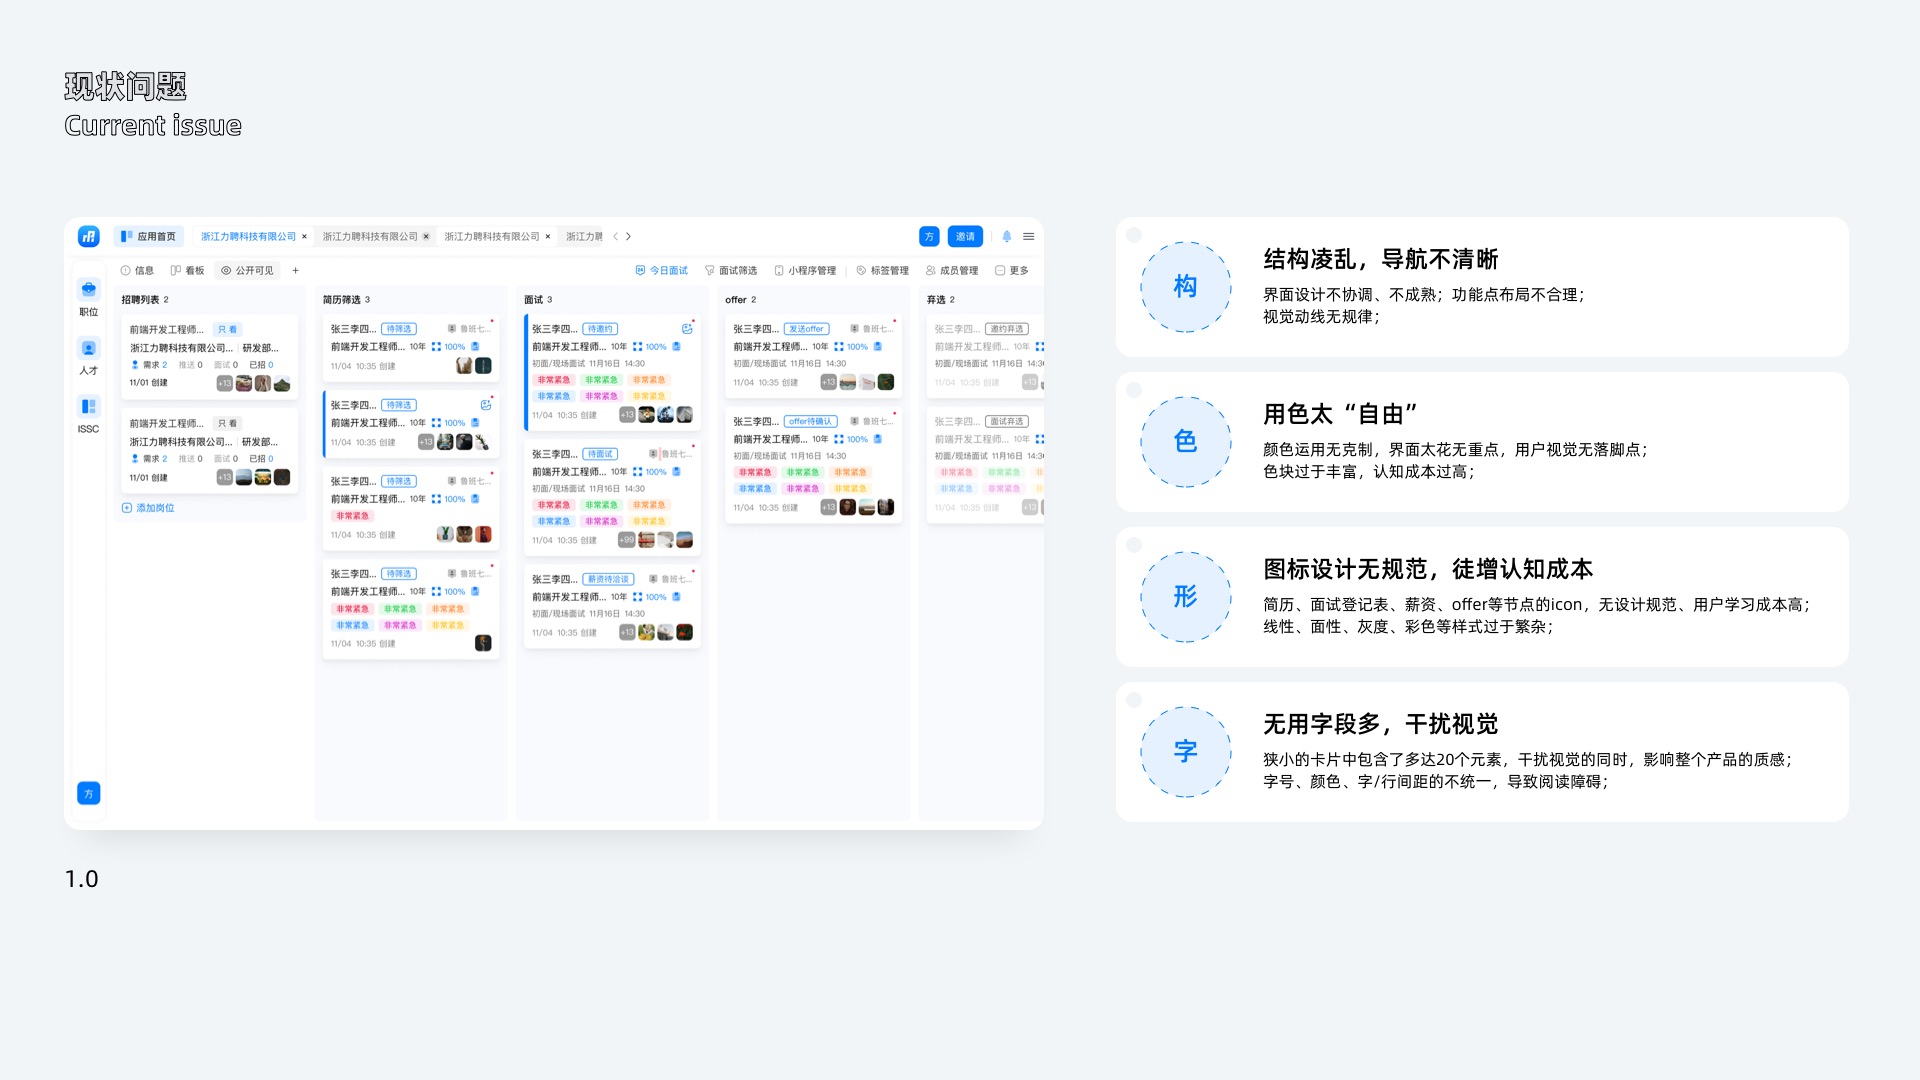 现状问题
Current issue
应用首页
浙江力聘科技有限公司 ×
浙江力聘科技有限公司 ×
浙江力聘科技有限公司 ×
浙江力聘
方
邀请
信息
看板
公开可见
+
今日面试
面试筛选
小程序管理
标签管理
成员管理
更多
职位
人才
ISSC
方
招聘列表 2
前端开发工程师... 只看
浙江力聘科技有限公司... 研发部...
需求 2 推送 0 面试 0 已招 0
11/01 创建 +13
前端开发工程师... 只看
浙江力聘科技有限公司... 研发部...
需求 2 推送 0 面试 0 已招 0
11/01 创建 +13
添加岗位
简历筛选 3
张三李四... 待筛选 鲁班七...
前端开发工程师... 10年 100%
11/04 10:35 创建
张三李四... 待筛选
前端开发工程师... 10年 100%
11/04 10:35 创建 +13
张三李四... 待筛选 鲁班七...
前端开发工程师... 10年 100%
非常紧急
11/04 10:35 创建
张三李四... 待筛选 鲁班七...
前端开发工程师... 10年 100%
非常紧急 非常紧急 非常紧急
非常紧急 非常紧急 非常紧急
11/04 10:35 创建
面试 3
张三李四... 待邀约
前端开发工程师... 10年 100%
初面/现场面试 11月16日 14:30
非常紧急 非常紧急 非常紧急
非常紧急 非常紧急 非常紧急
11/04 10:35 创建 +13
张三李四... 待面试 鲁班七...
前端开发工程师... 10年 100%
初面/现场面试 11月16日 14:30
非常紧急 非常紧急 非常紧急
非常紧急 非常紧急 非常紧急
11/04 10:35 创建 +99
张三李四... 薪资待洽谈 鲁班七...
前端开发工程师... 10年 100%
初面/现场面试 11月16日 14:30
11/04 10:35 创建 +13
offer 2
张三李四... 发送offer 鲁班七...
前端开发工程师... 10年 100%
初面/现场面试 11月16日 14:30
11/04 10:35 创建 +13
张三李四... offer待确认 鲁班七...
前端开发工程师... 10年 100%
初面/现场面试 11月16日 14:30
非常紧急 非常紧急 非常紧急
非常紧急 非常紧急 非常紧急
11/04 10:35 创建 +13
弃选 2
张三李四... 邀约弃选
前端开发工程师... 10年
初面/现场面试 11月16日 14:30
11/04 10:35 创建 +13
张三李四... 面试弃选
前端开发工程师... 10年
初面/现场面试 11月16日 14:30
非常紧急 非常紧急 非
非常紧急 非常紧急 非
11/04 10:35 创建 +13
1.0
构
结构凌乱，导航不清晰
界面设计不协调、不成熟；功能点布局不合理；
视觉动线无规律；
色
用色太“自由”
颜色运用无克制，界面太花无重点，用户视觉无落脚点；
色块过于丰富，认知成本过高；
形
图标设计无规范，徒增认知成本
简历、面试登记表、薪资、offer等节点的icon，无设计规范、用户学习成本高；
线性、面性、灰度、彩色等样式过于繁杂；
字
无用字段多，干扰视觉
狭小的卡片中包含了多达20个元素，干扰视觉的同时，影响整个产品的质感；
字号、颜色、字/行间距的不统一，导致阅读障碍；